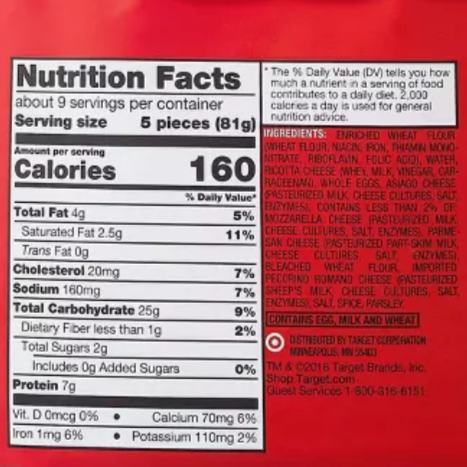 Nutrition Facts
about 9 servings per container
Serving size 5 pieces (81g)
Amount per serving
Calories 160
% Daily Value*
Total Fat 4g 5%
Saturated Fat 2.5g 11%
Trans Fat 0g
Cholesterol 20mg 7%
Sodium 160mg 7%
Total Carbohydrate 25g 9%
Dietary Fiber less than 1g 2%
Total Sugars 2g
Includes 0g Added Sugars 0%
Protein 7g
Vit. D 0mcg 0% • Calcium 70mg 6%
Iron 1mg 6% • Potassium 110mg 2%
* The % Daily Value (DV) tells you how
much a nutrient in a serving of food
contributes to a daily diet. 2,000
calories a day is used for general
nutrition advice.
INGREDIENTS: ENRICHED WHEAT FLOUR
(WHEAT FLOUR, NIACIN, IRON, THIAMIN MONO-
NITRATE, RIBOFLAVIN, FOLIC ACID), WATER,
RICOTTA CHEESE (WHEY, MILK, VINEGAR, CAR-
RAGEENAN), WHOLE EGGS, ASIAGO CHEESE
(PASTEURIZED MILK, CHEESE CULTURES, SALT,
ENZYMES), CONTAINS LESS THAN 2% OF:
MOZZARELLA CHEESE (PASTEURIZED MILK,
CHEESE CULTURES, SALT, ENZYMES), PARME-
SAN CHEESE (PASTEURIZED PART-SKIM MILK,
CHEESE CULTURES, SALT, ENZYMES),
BLEACHED WHEAT FLOUR, IMPORTED
PECORINO ROMANO CHEESE (PASTEURIZED
SHEEP'S MILK, CHEESE CULTURES, SALT,
ENZYMES), SALT, SPICE, PARSLEY.
CONTAINS EGG, MILK AND WHEAT.
DISTRIBUTED BY TARGET CORPORATION
MINNEAPOLIS, MN 55403
TM & ©2016 Target Brands, Inc.
Shop Target.com
Guest Services 1-800-316-6151